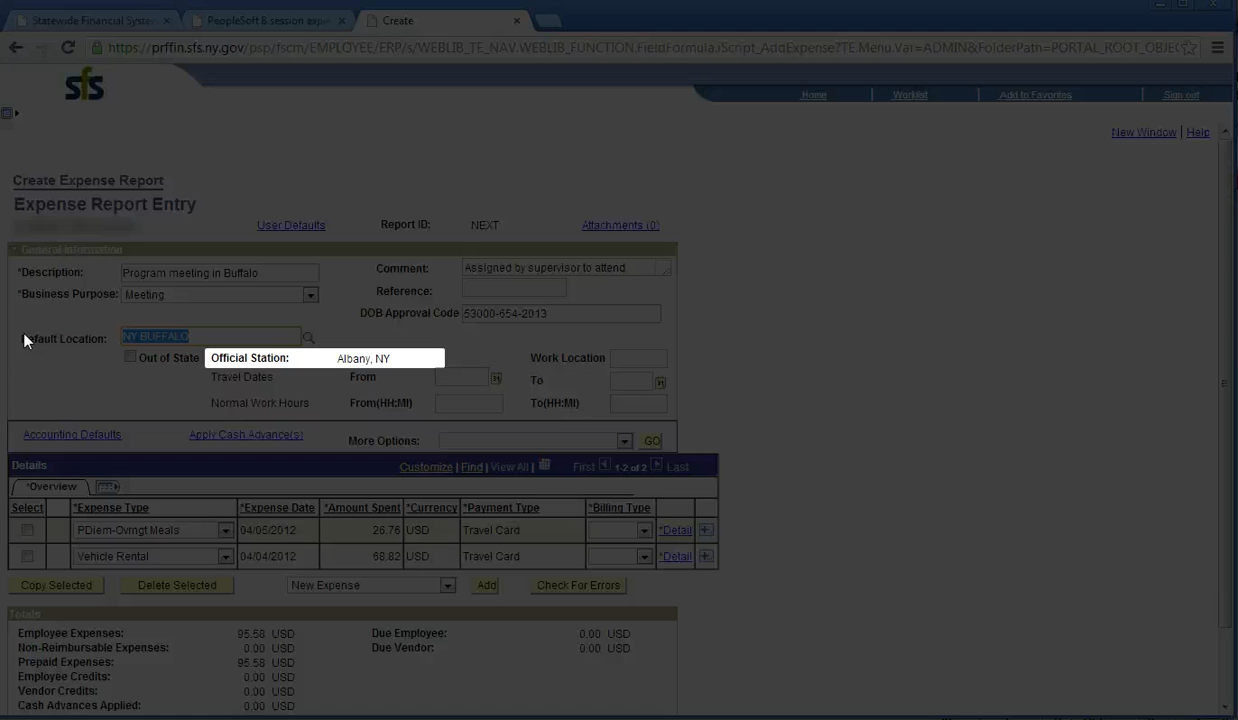 Statewide Financial Syste
PeopleSoft 8 session expi
Create
https://prffin.sfs.ny.gov/psp/fscm/EMPLOYEE/ERP/s/WEBLIB_TE_NAV.WEBLIB_FUNCTION.FieldFormula.iScript_AddExpense?TE.Menu.Var=ADMIN&FolderPath=PORTAL_ROOT_OBJEC
sfs
Home Worklist Add to Favorites Sign out
New Window | Help
Create Expense Report
Expense Report Entry
User Defaults Report ID: NEXT Attachments (0)
General Information
*Description: Program meeting in Buffalo Comment: Assigned by supervisor to attend
*Business Purpose: Meeting Reference:
DOB Approval Code 53000-654-2013
Default Location: NY BUFFALO
Out of State Official Station: Albany, NY Work Location
Travel Dates From To
Normal Work Hours From(HH:MI) To(HH:MI)
Accounting Defaults Apply Cash Advance(s) More Options: GO
Details Customize | Find | View All First 1-2 of 2 Last
*Overview
Select *Expense Type *Expense Date *Amount Spent *Currency *Payment Type *Billing Type
PDiem-Ovrngt Meals 04/05/2012 26.76 USD Travel Card *Detail
Vehicle Rental 04/04/2012 68.82 USD Travel Card *Detail
Copy Selected Delete Selected New Expense Add Check For Errors
Totals
Employee Expenses: 95.58 USD Due Employee: 0.00 USD
Non-Reimbursable Expenses: 0.00 USD Due Vendor: 0.00 USD
Prepaid Expenses: 95.58 USD
Employee Credits: 0.00 USD
Vendor Credits: 0.00 USD
Cash Advances Applied: 0.00 USD